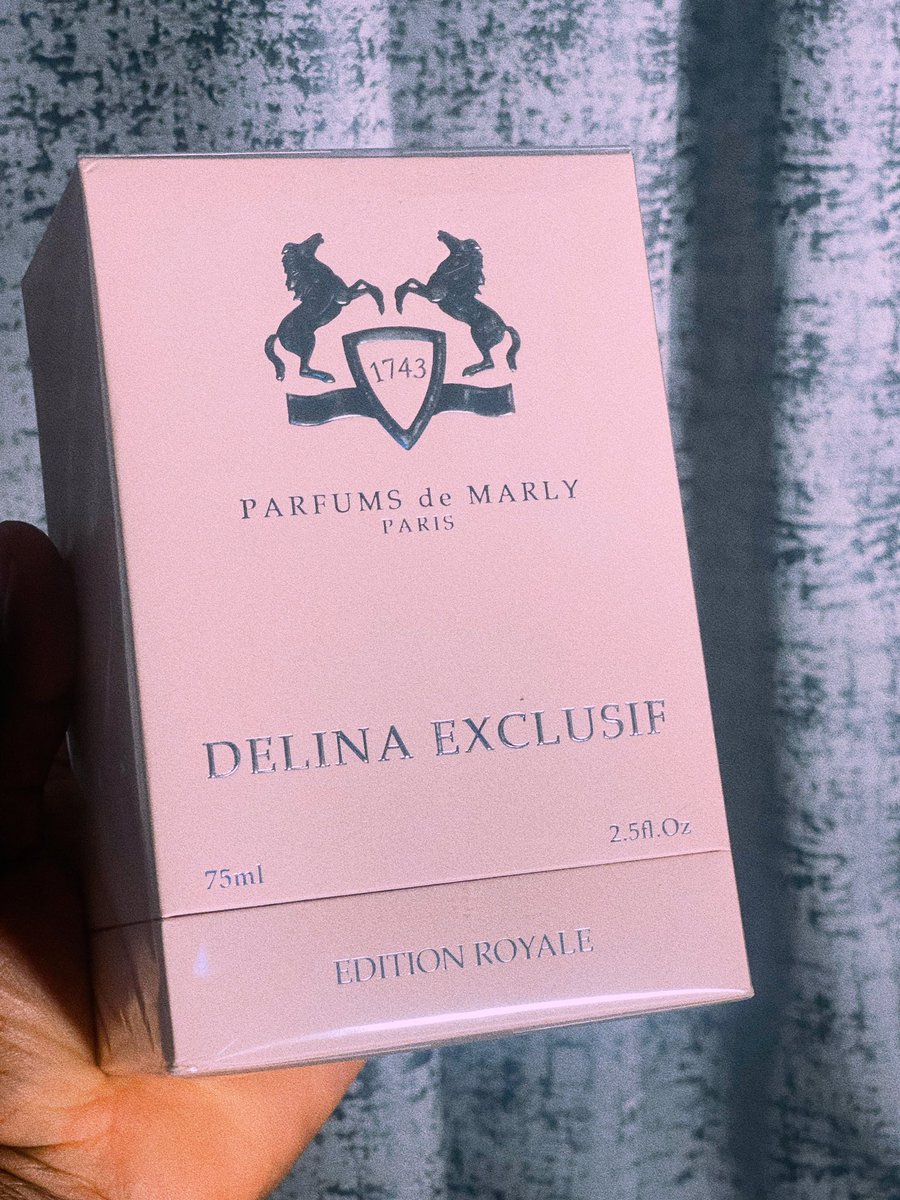 1743
PARFUMS de MARLY
PARIS
DELINA EXCLUSIF
75ml 2.5fl.Oz
EDITION ROYALE